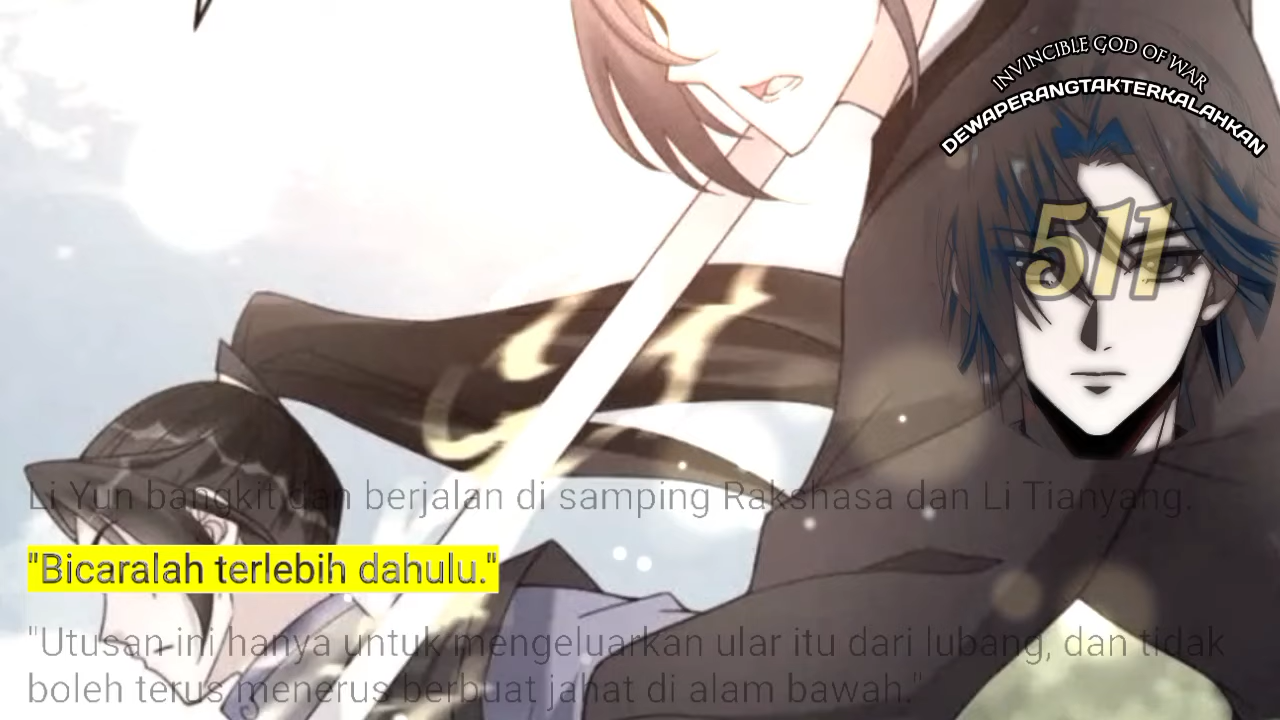 INVINCIBLE GOD OF WAR
DEWAPERANGTAKTERKALAHKAN
511
Li Yun bangkit dan berjalan di samping Rakshasa dan Li Tianyang.
"Bicaralah terlebih dahulu."
"Utusan ini hanya untuk mengeluarkan ular itu dari lubang, dan tidak
boleh terus menerus berbuat jahat di alam bawah."